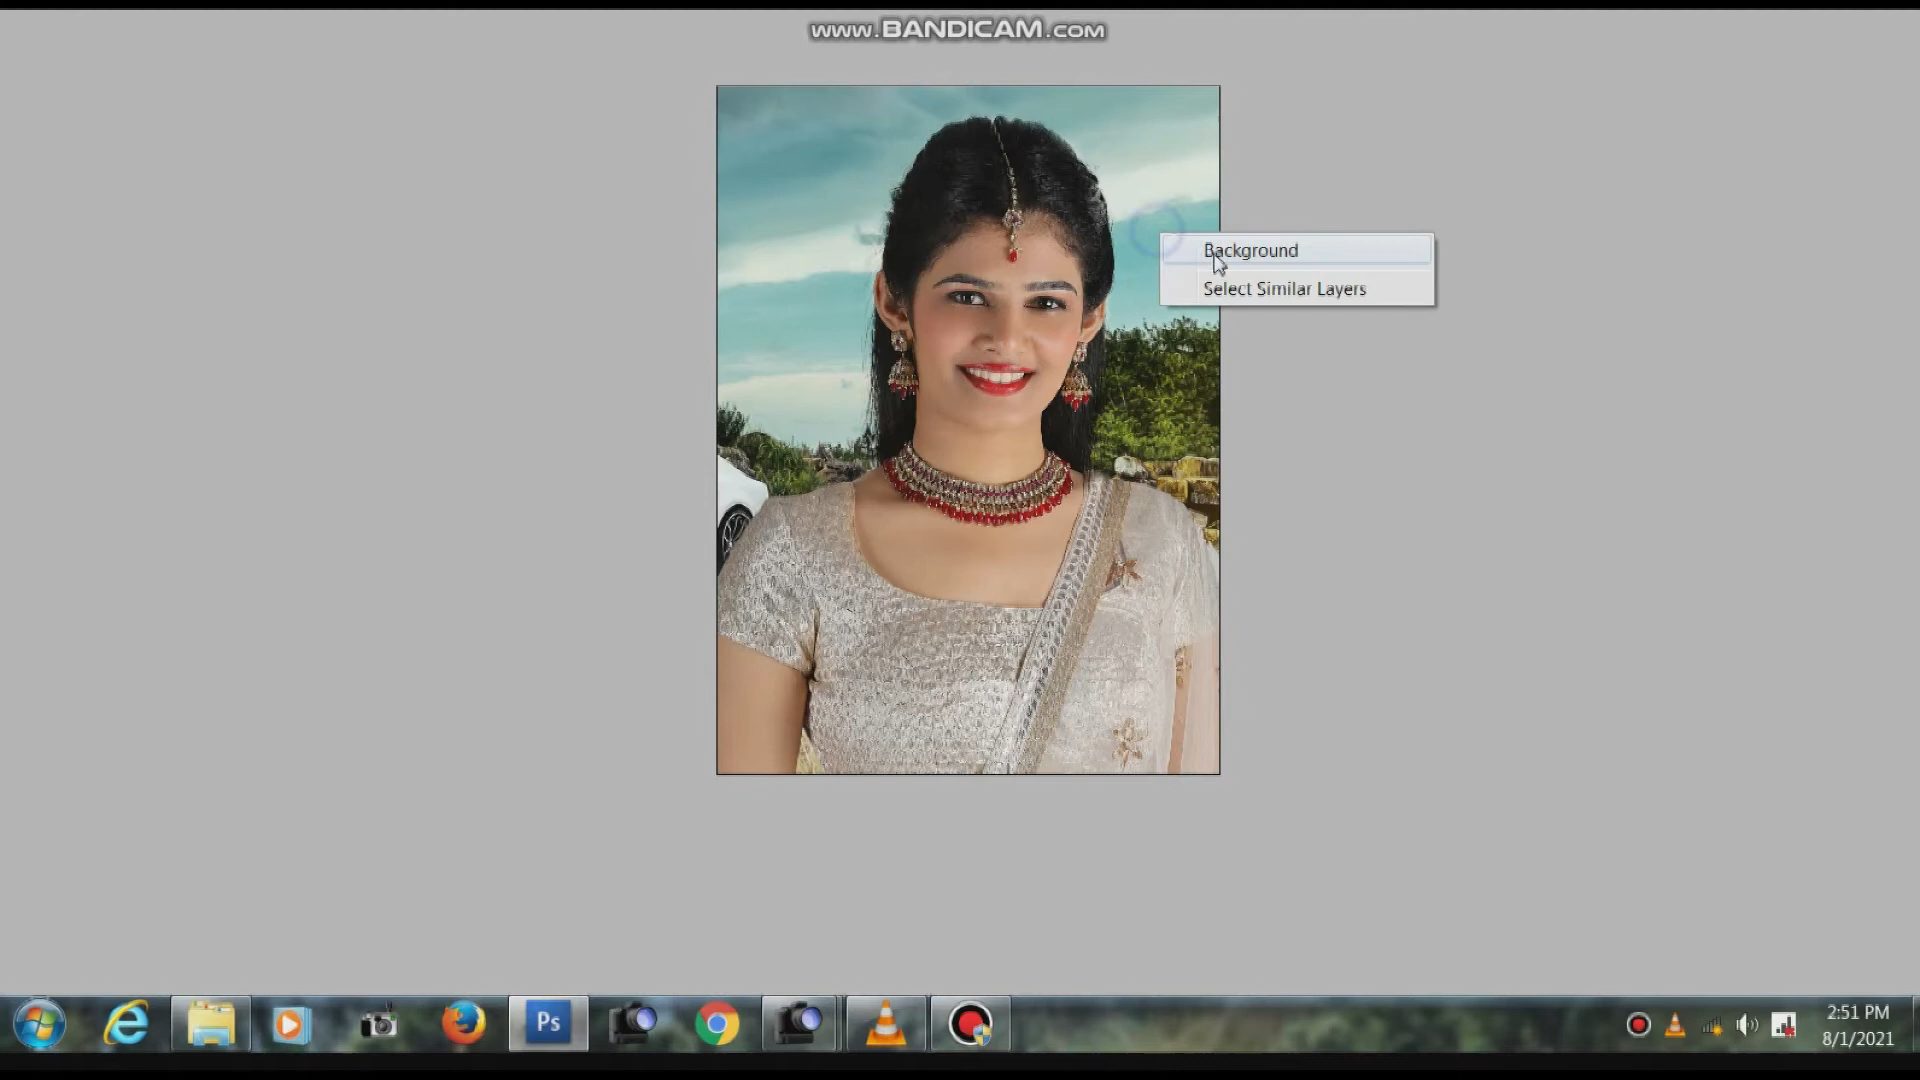 www.BANDICAM.COM
Background
Select Similar Layers
Ps
2:51 PM
8/1/2021